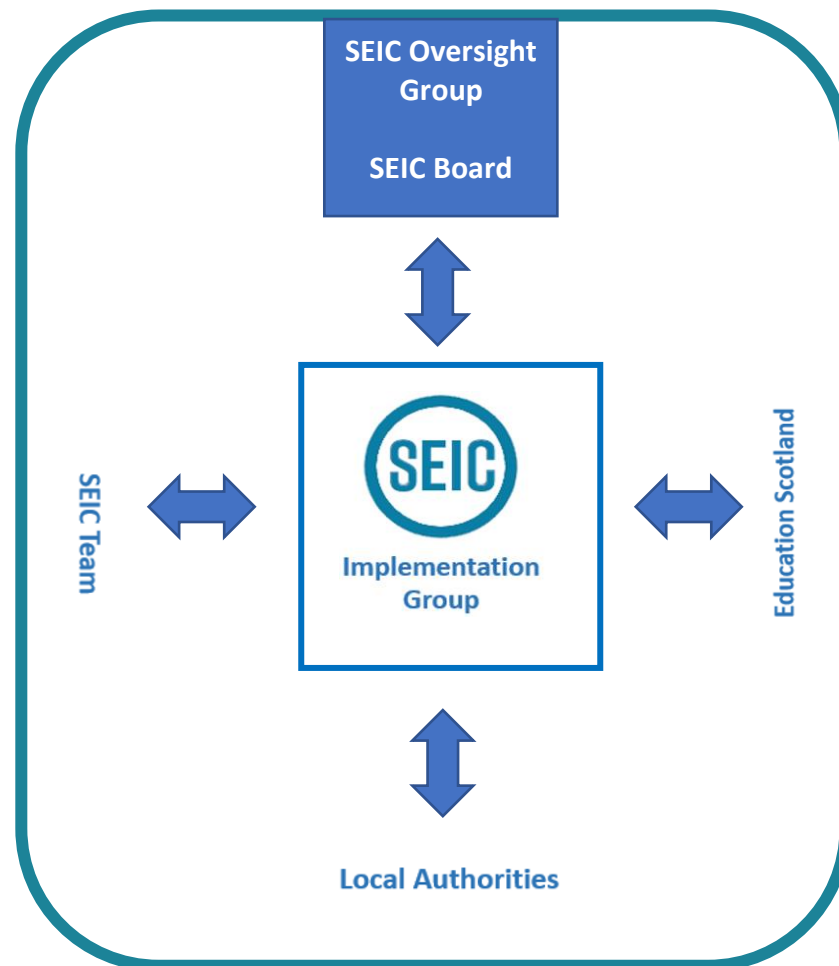 SEIC Oversight
Group
SEIC Board
SEIC Team
SEIC
Implementation
Group
Education Scotland
Local Authorities